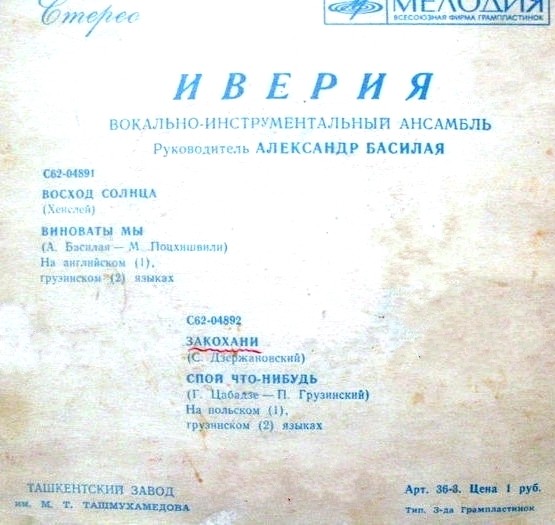 Стерео
МЕЛОДИЯ
ВСЕСОЮЗНАЯ ФИРМА ГРАМПЛАСТИНОК
ИВЕРИЯ
ВОКАЛЬНО-ИНСТРУМЕНТАЛЬНЫЙ АНСАМБЛЬ
Руководитель АЛЕКСАНДР БАСИЛАЯ
С62-04891
ВОСХОД СОЛНЦА
(Хенслей)
ВИНОВАТЫ МЫ
(А. Басилая — М. Поцхишвили)
На английском (1),
грузинском (2) языках
С62-04892
ЗАКОХАНИ
(С. Дзержановский)
СПОЙ ЧТО-НИБУДЬ
(Г. Цабадзе — П. Грузинский)
На польском (1),
грузинском (2) языках
ТАШКЕНТСКИЙ ЗАВОД
им. М. Т. ТАШМУХАМЕДОВА
Арт. 36-3. Цена 1 руб.
Тип. 3-да Грампластинок